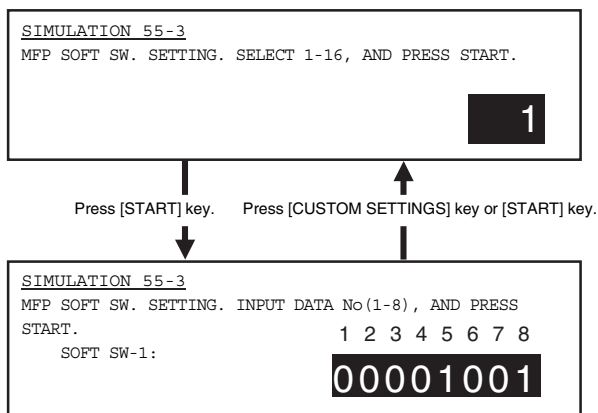 SIMULATION 55-3
MFP SOFT SW. SETTING. SELECT 1-16, AND PRESS START.
1
Press [START] key.
Press [CUSTOM SETTINGS] key or [START] key.
SIMULATION 55-3
MFP SOFT SW. SETTING. INPUT DATA No(1-8), AND PRESS
START.
1 2 3 4 5 6 7 8
SOFT SW-1:
00001001